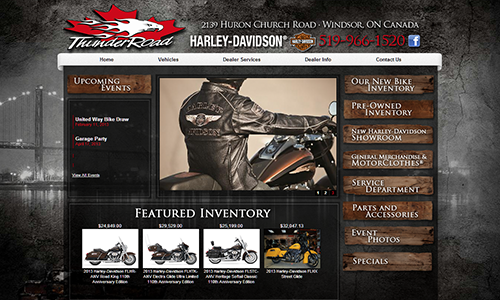 2139 Huron Church Road · Windsor, ON Canada
ThunderRoad
HARLEY-DAVIDSON® 519-966-1520
Home Vehicles Dealer Services Dealer Info Contact Us
Upcoming
Events
United Way Bike Draw
Garage Party
View All Events
HARLEY
Our New Bike
Inventory
Pre-Owned
Inventory
New Harley-Davidson
Showroom
General Merchandise &
MotorClothes®
Service
Department
Parts and
Accessories
Event
Photos
Specials
Featured Inventory
$24,849.00 $29,529.00 $25,199.00 $32,047.13
2013 Harley-Davidson FLHR-
ANV Road King 110th
Anniversary Edition
2013 Harley-Davidson FLHTK-
ANV Electra Glide Ultra Limited
110th Anniversary Edition
2013 Harley-Davidson FLSTC-
ANV Heritage Softail Classic
110th Anniversary Edition
2013 Harley-Davidson FLHX
Street Glide